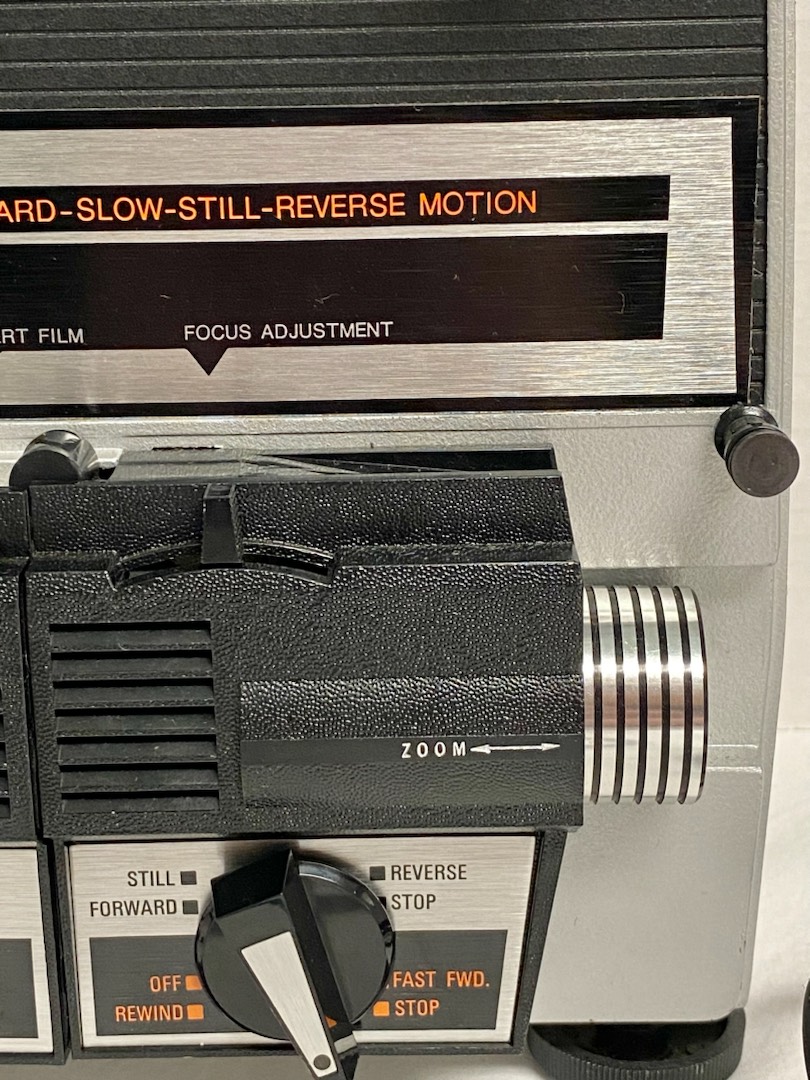 ARD-SLOW-STILL-REVERSE MOTION
RT FILM
FOCUS ADJUSTMENT
ZOOM
STILL
REVERSE
FORWARD
STOP
OFF
FAST FWD.
REWIND
STOP